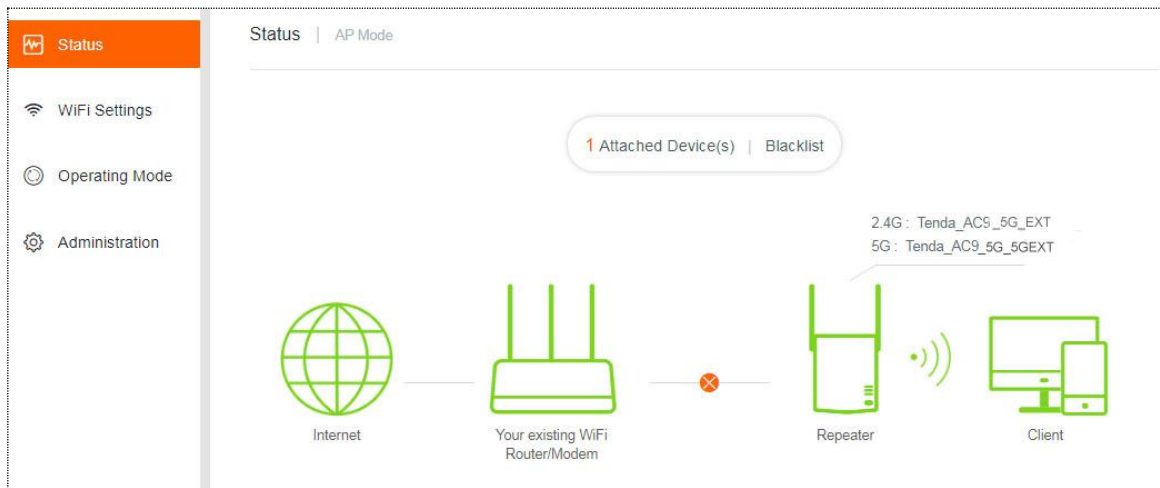 Status
WiFi Settings
Operating Mode
Administration
Status | AP Mode
1 Attached Device(s) | Blacklist
2.4G : Tenda_AC9_5G_EXT
5G : Tenda_AC9_5G_5GEXT
Internet
Your existing WiFi
Router/Modem
Repeater
Client